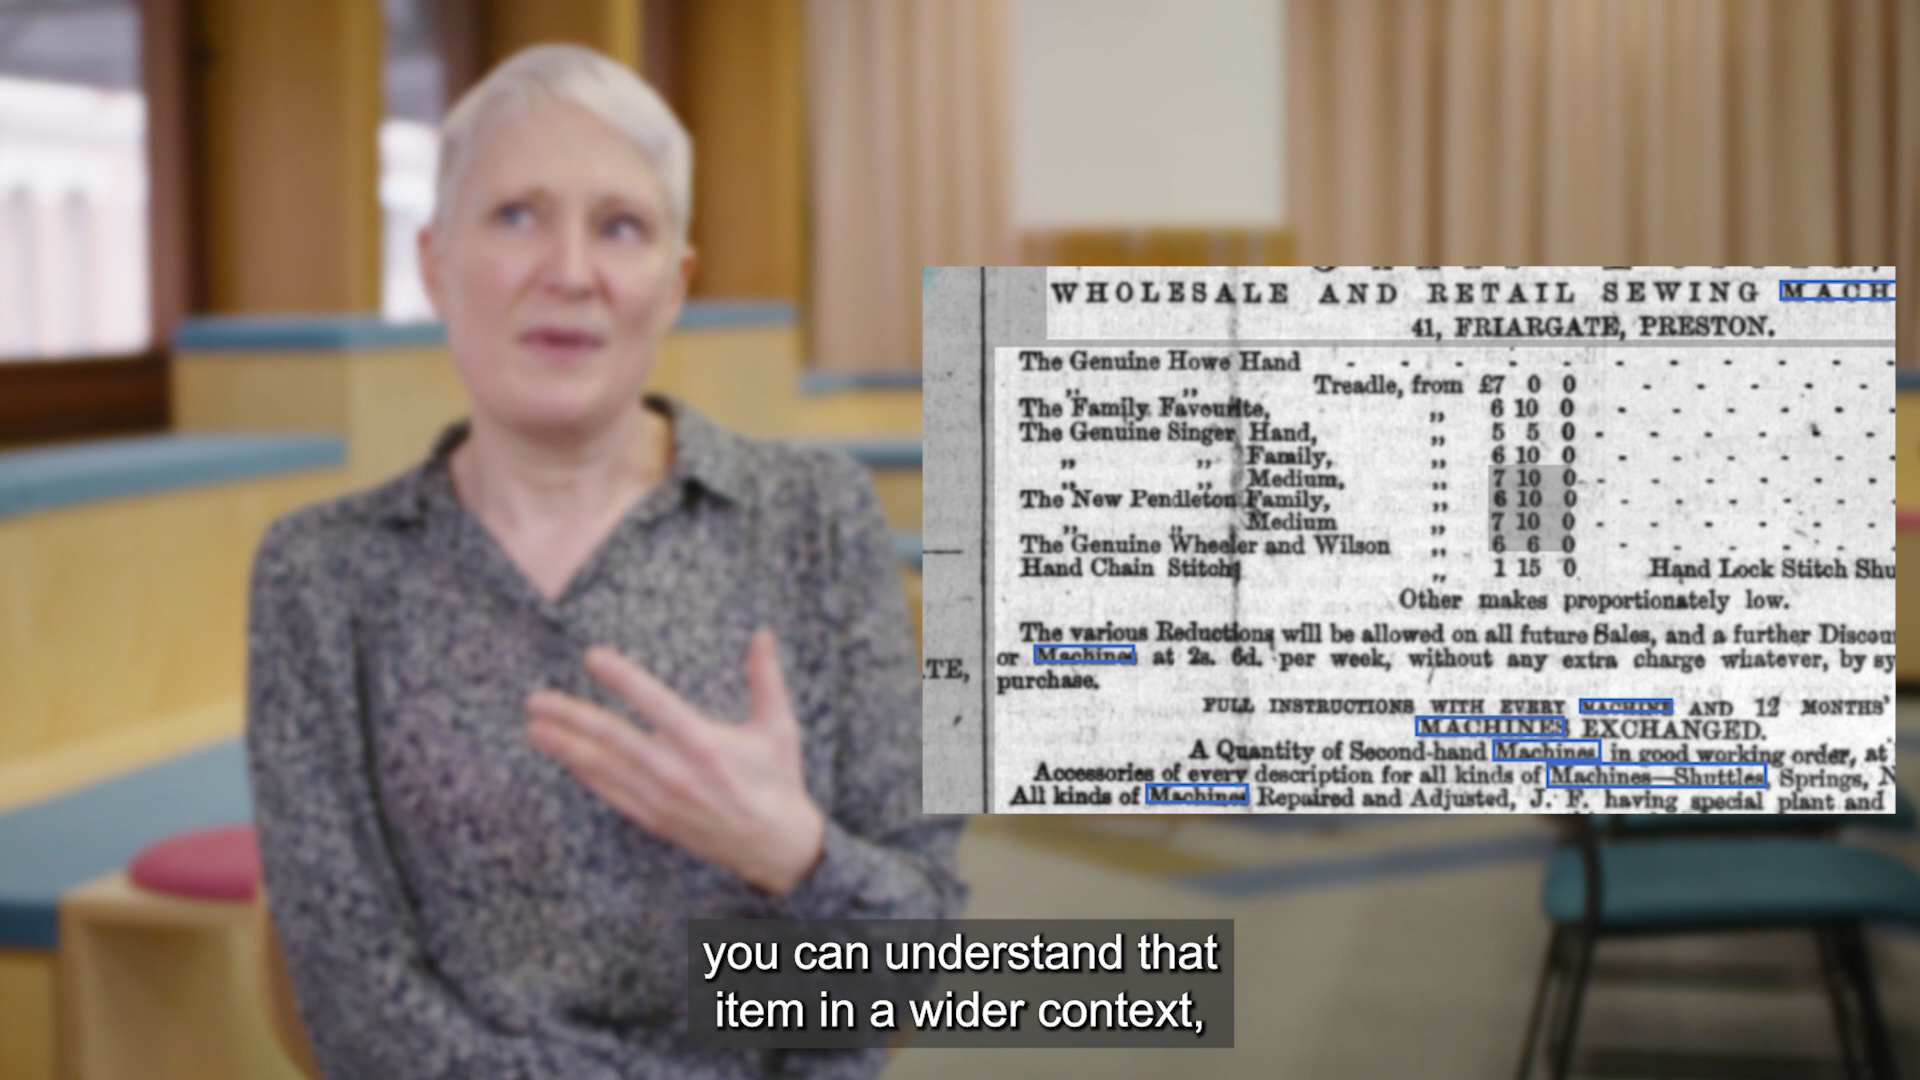 WHOLESALE AND RETAIL SEWING MACH
41, FRIARGATE, PRESTON.
The Genuine Howe Hand - - - - - - - - - - -
„ „ Treadle, from £7 0 0 - - - - -
The Family Favourite, „ 6 10 0 - - - - - -
The Genuine Singer Hand, „ 5 5 0 - - - - - -
„ „ Family, „ 6 10 0 - - - - - -
„ „ Medium, „ 7 10 0 - - - - - -
The New Pendleton Family, „ 6 10 0 - - - - - -
„ „ Medium „ 7 10 0 - - - - - -
The Genuine Wheeler and Wilson „ 6 6 0 - - - - - -
Hand Chain Stitch „ 1 15 0 Hand Lock Stitch Shu
Other makes proportionately low.
The various Reductions will be allowed on all future Sales, and a further Discou
or Machines at 2s. 6d. per week, without any extra charge whatever, by sy
TE,
purchase.
FULL INSTRUCTIONS WITH EVERY MACHINE AND 12 MONTHS'
MACHINES EXCHANGED.
A Quantity of Second-hand Machines in good working order, at
Accessories of every description for all kinds of Machines—Shuttles, Springs, N
All kinds of Machines Repaired and Adjusted, J. F. having special plant and
you can understand that
item in a wider context,